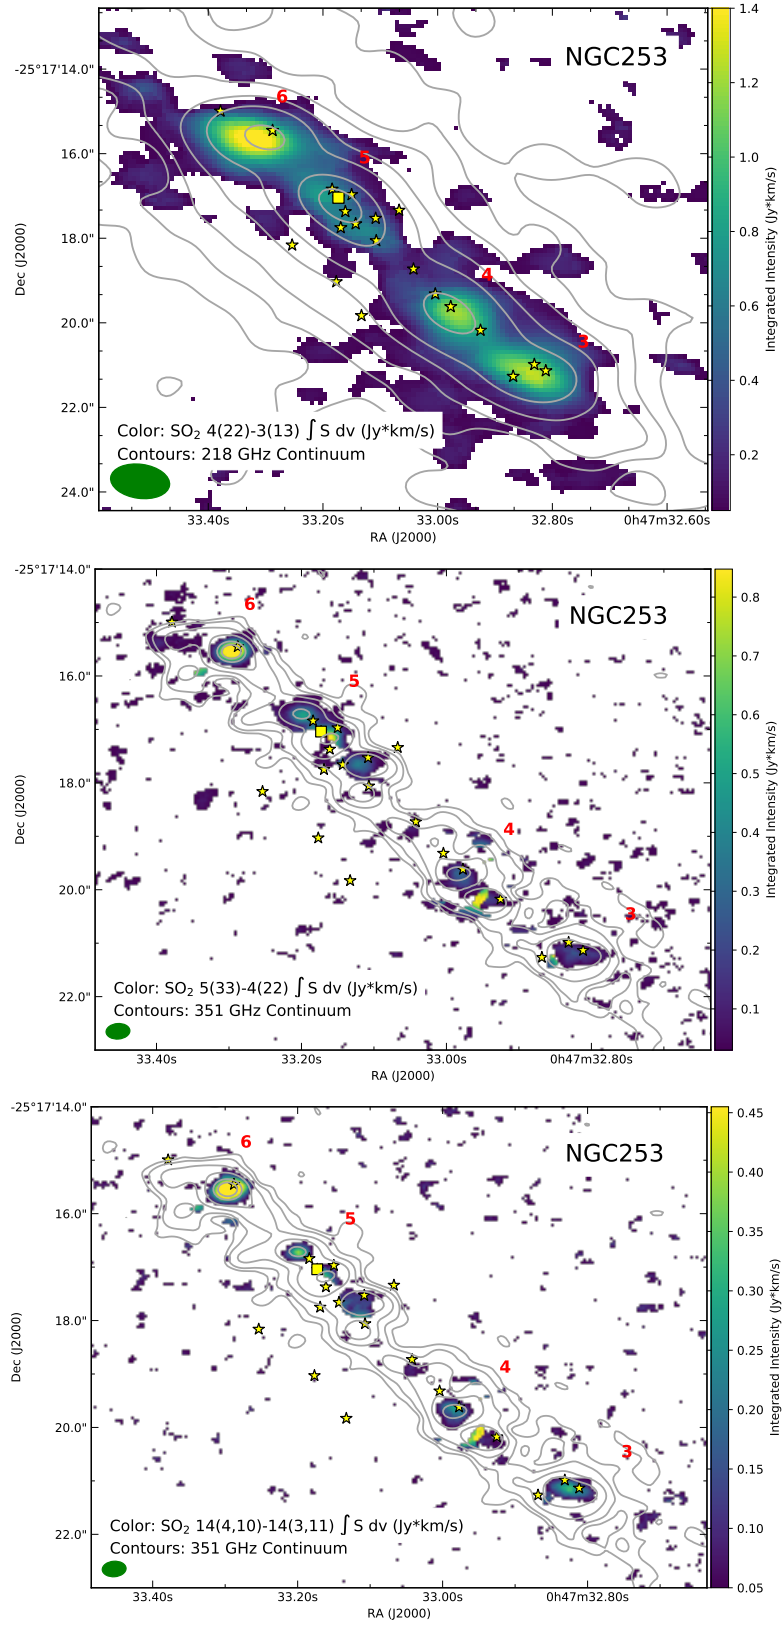 NGC253
6
5
4
3
-25°17'14.0"
16.0"
18.0"
20.0"
22.0"
24.0"
Dec (J2000)
Color: SO₂ 4(22)-3(13) ∫S dv (Jy*km/s)
Contours: 218 GHz Continuum
33.40s 33.20s 33.00s 32.80s 0h47m32.60s
RA (J2000)
1.4
1.2
1.0
0.8
0.6
0.4
0.2
Integrated Intensity (Jy*km/s)
NGC253
6
5
4
3
-25°17'14.0"
16.0"
18.0"
20.0"
22.0"
Dec (J2000)
Color: SO₂ 5(33)-4(22) ∫S dv (Jy*km/s)
Contours: 351 GHz Continuum
33.40s 33.20s 33.00s 0h47m32.80s
RA (J2000)
0.8
0.7
0.6
0.5
0.4
0.3
0.2
0.1
Integrated Intensity (Jy*km/s)
NGC253
6
5
4
3
-25°17'14.0"
16.0"
18.0"
20.0"
22.0"
Dec (J2000)
Color: SO₂ 14(4,10)-14(3,11) ∫S dv (Jy*km/s)
Contours: 351 GHz Continuum
33.40s 33.20s 33.00s 0h47m32.80s
RA (J2000)
0.45
0.40
0.35
0.30
0.25
0.20
0.15
0.10
0.05
Integrated Intensity (Jy*km/s)